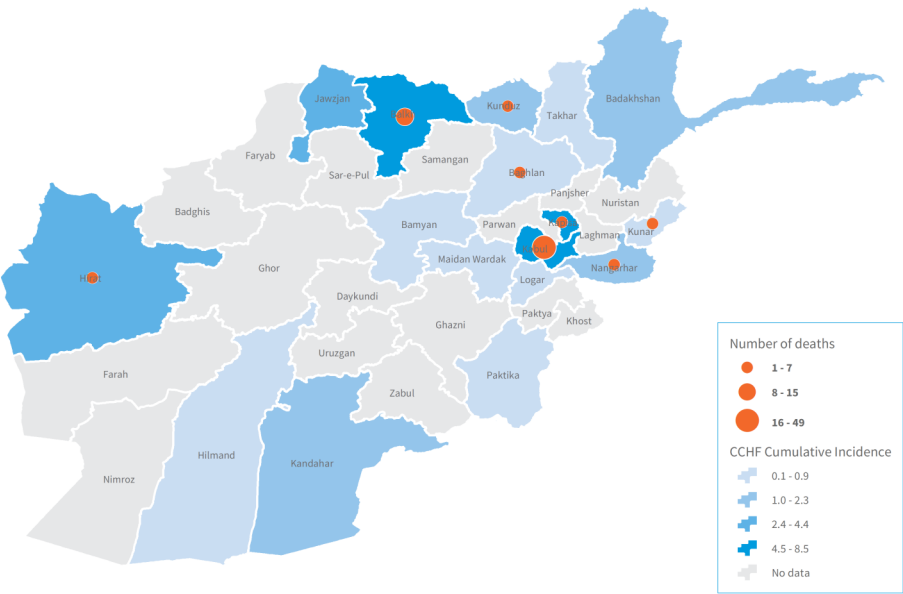 Jawzjan
Kunduz
Badakhshan
Takhar
Faryab
Samangan
Sar-e-Pul
Baghlan
Panjsher
Nuristan
Badghis
Bamyan
Parwan
Laghman
Kunar
Maidan Wardak
Nangarhar
Ghor
Hirat
Logar
Daykundi
Paktya
Khost
Ghazni
Uruzgan
Farah
Paktika
Zabul
Hilmand
Kandahar
Nimroz
Number of deaths
1 - 7
8 - 15
16 - 49
CCHF Cumulative Incidence
0.1 - 0.9
1.0 - 2.3
2.4 - 4.4
4.5 - 8.5
No data